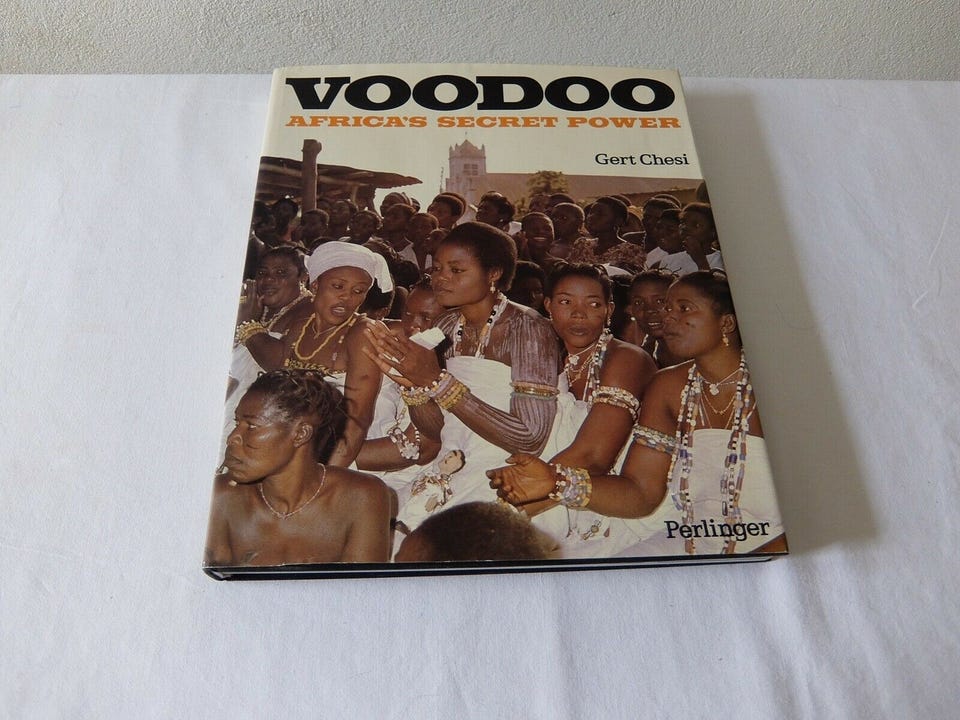 VOODOO
AFRICA'S SECRET POWER
Gert Chesi
Perlinger